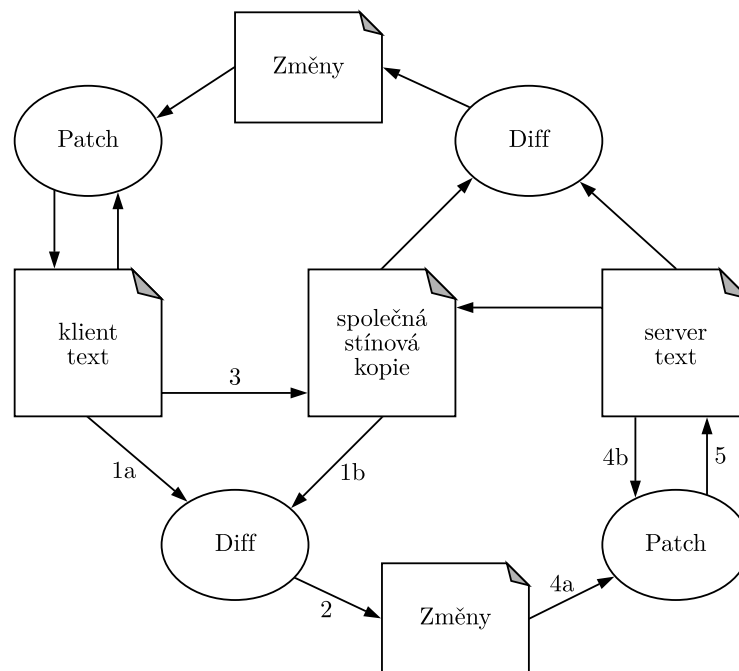 Změny
Patch
Diff
klient
text
společná
stínová
kopie
server
text
3
1a
1b
4b
5
Diff
Patch
2
4a
Změny